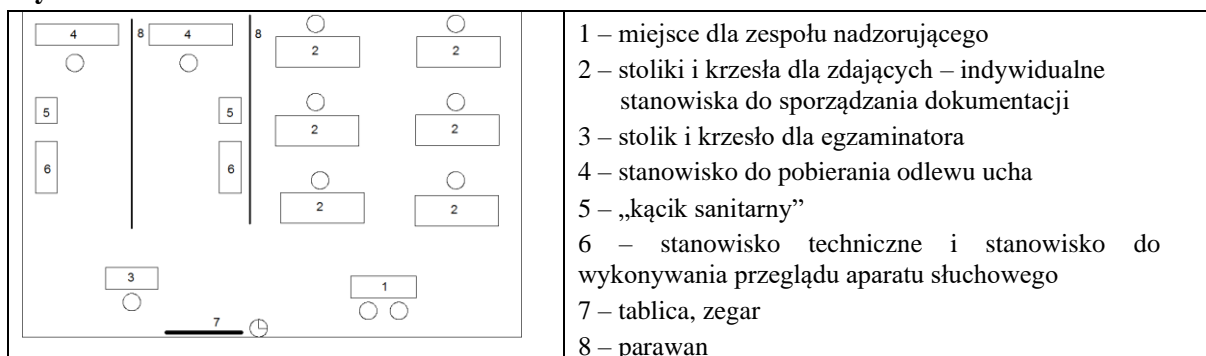 4
8
4
8
2
2
5
5
2
2
6
6
2
2
3
1
7
1 – miejsce dla zespołu nadzorującego
2 – stoliki i krzesła dla zdających – indywidualne
stanowiska do sporządzania dokumentacji
3 – stolik i krzesło dla egzaminatora
4 – stanowisko do pobierania odlewu ucha
5 – „kącik sanitarny”
6 – stanowisko techniczne i stanowisko do
wykonywania przeglądu aparatu słuchowego
7 – tablica, zegar
8 – parawan